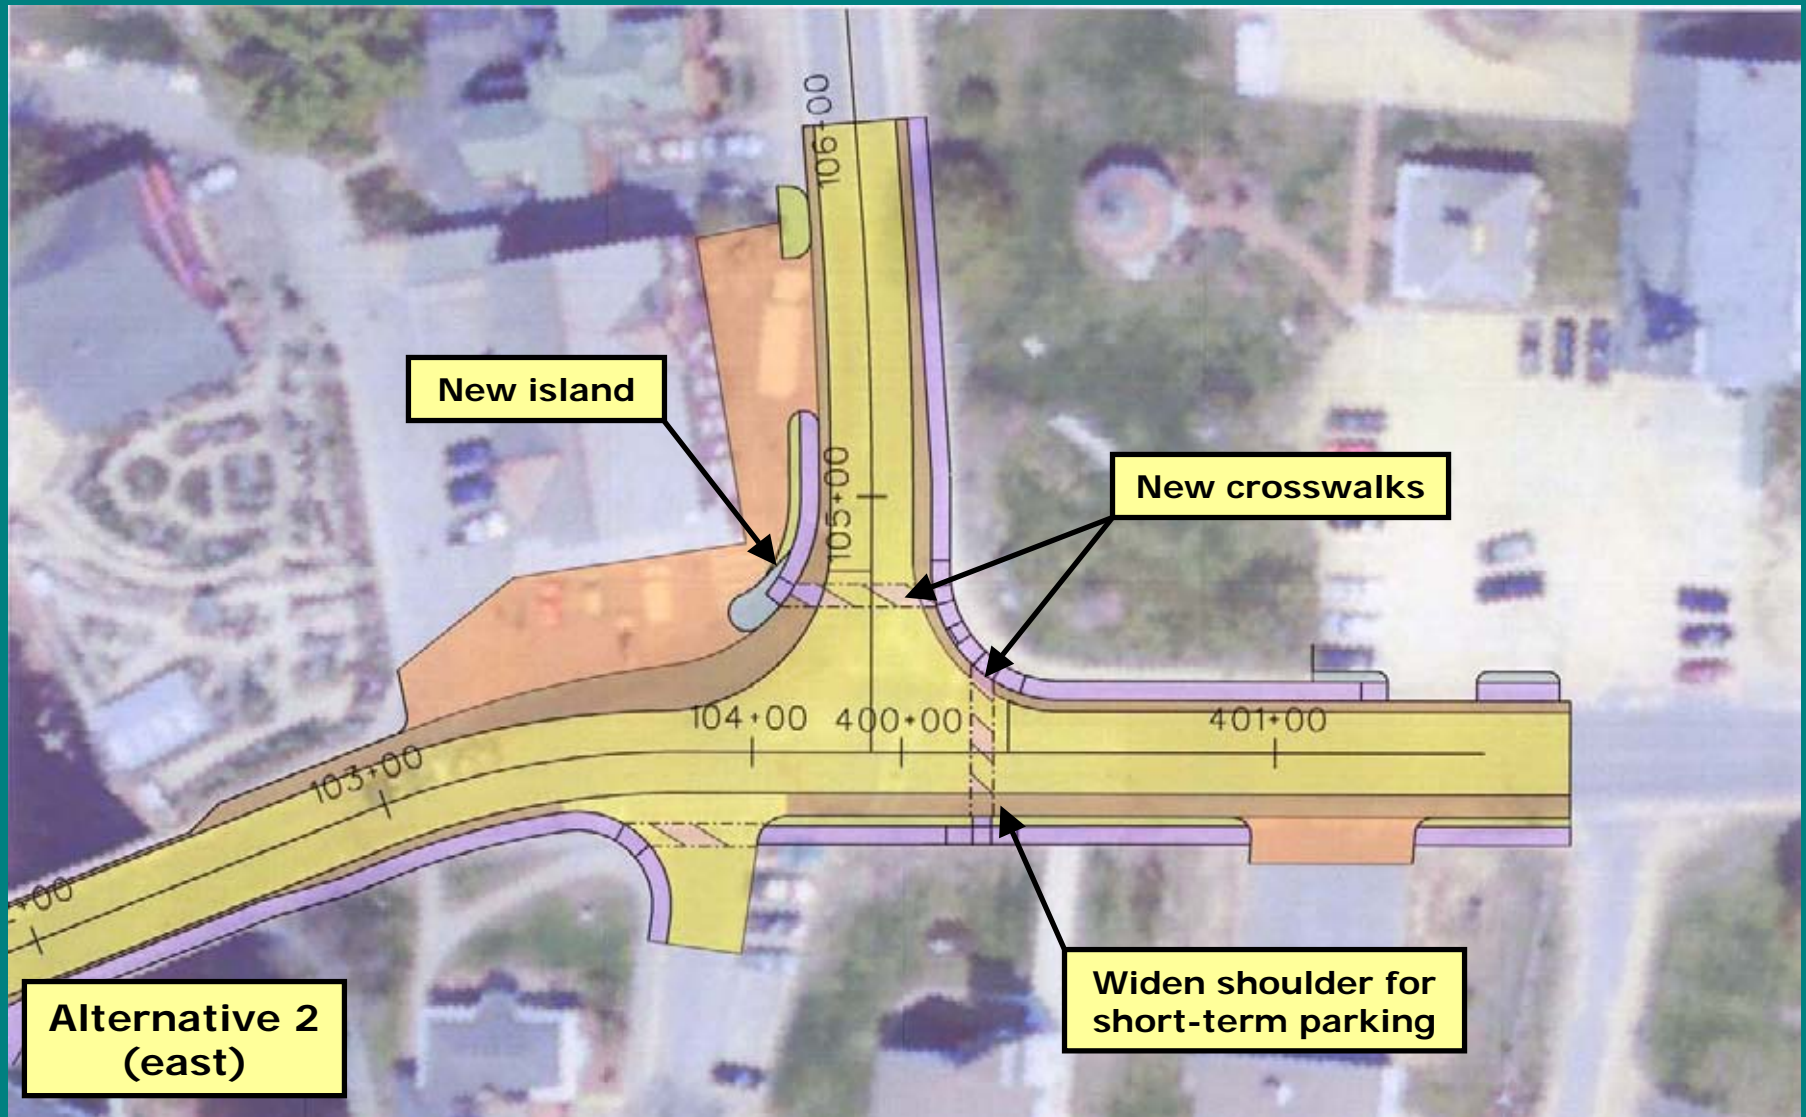 106+00
New island
105+00
New crosswalks
104+00 400+00 401+00
103+00
+00
Widen shoulder for
short-term parking
Alternative 2
(east)